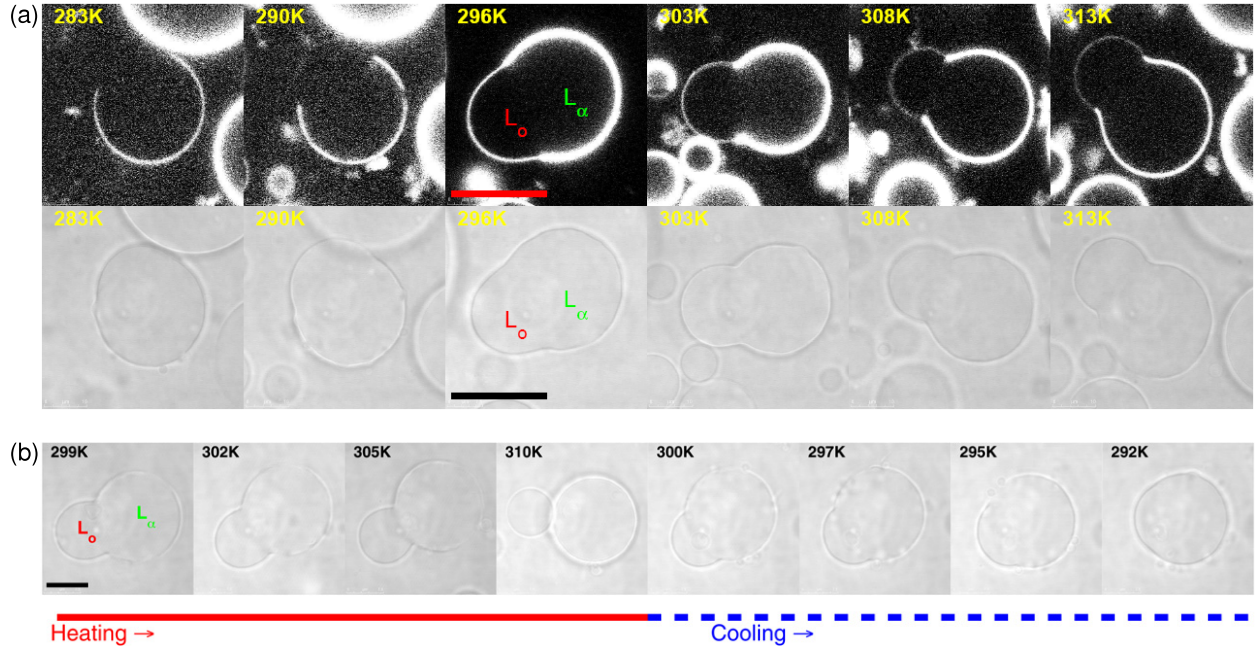 (a)
283K 290K 296K 303K 308K 313K
Lα
Lo
283K 290K 296K 303K 308K 313K
Lα
Lo
(b)
299K 302K 305K 310K 300K 297K 295K 292K
Lo Lα
Heating → Cooling →